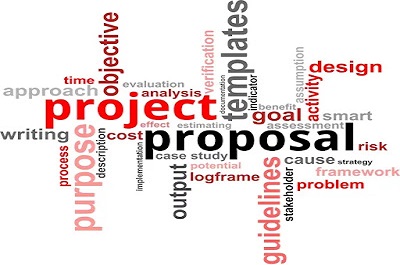 objective
verification
templates
documentation
indicator
assumption
time
evaluation
design
approach
analysis
activity
benefit
project
goal
smart
effect
estimating
assessment
writing
purpose
description
cost
proposal
risk
process
implementation
case study
cause
strategy
potential
framework
output
logframe
guidelines
stakeholder
problem